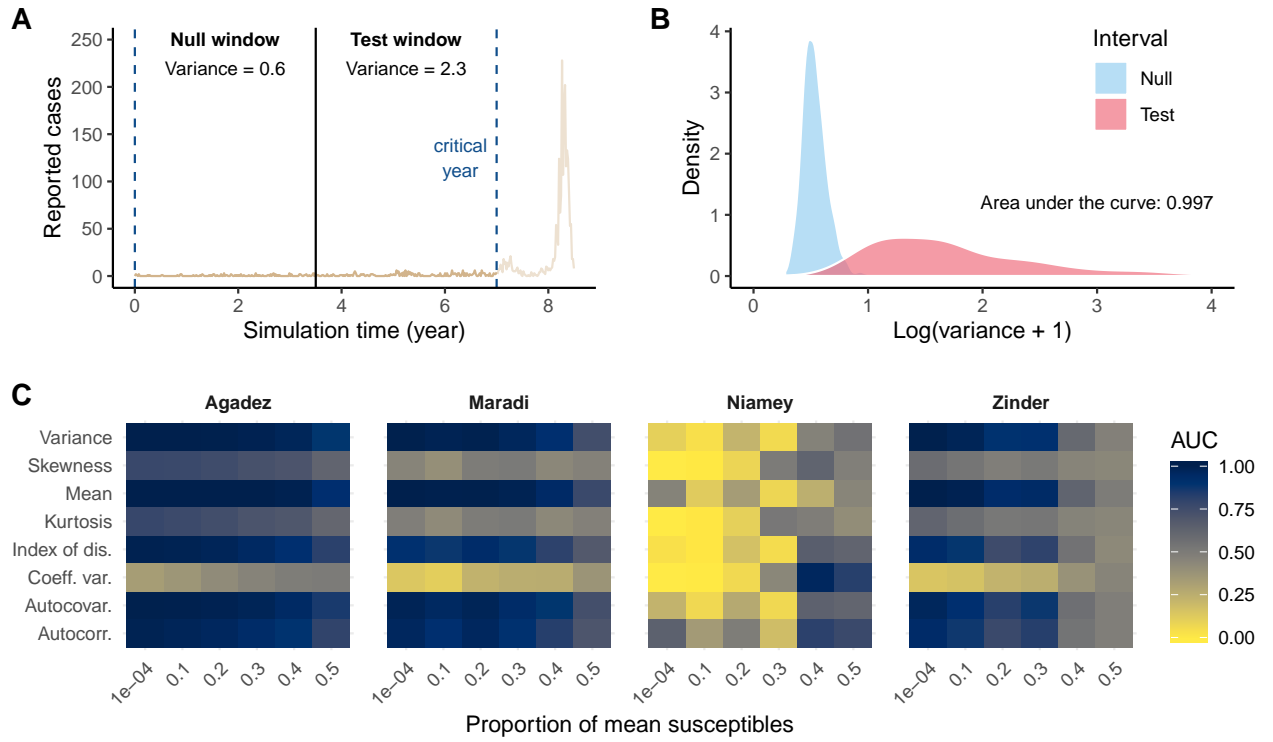 A
Null window
Test window
Variance = 0.6
Variance = 2.3
critical
year
Reported cases
250
200
150
100
50
0
0
2
4
6
8
Simulation time (year)
B
Interval
Null
Test
Area under the curve: 0.997
Density
4
3
2
1
0
0
1
2
3
4
Log(variance + 1)
C
Agadez
Maradi
Niamey
Zinder
Variance
Skewness
Mean
Kurtosis
Index of dis.
Coeff. var.
Autocovar.
Autocorr.
1e−04
0.1
0.2
0.3
0.4
0.5
1e−04
0.1
0.2
0.3
0.4
0.5
1e−04
0.1
0.2
0.3
0.4
0.5
1e−04
0.1
0.2
0.3
0.4
0.5
Proportion of mean susceptibles
AUC
1.00
0.75
0.50
0.25
0.00